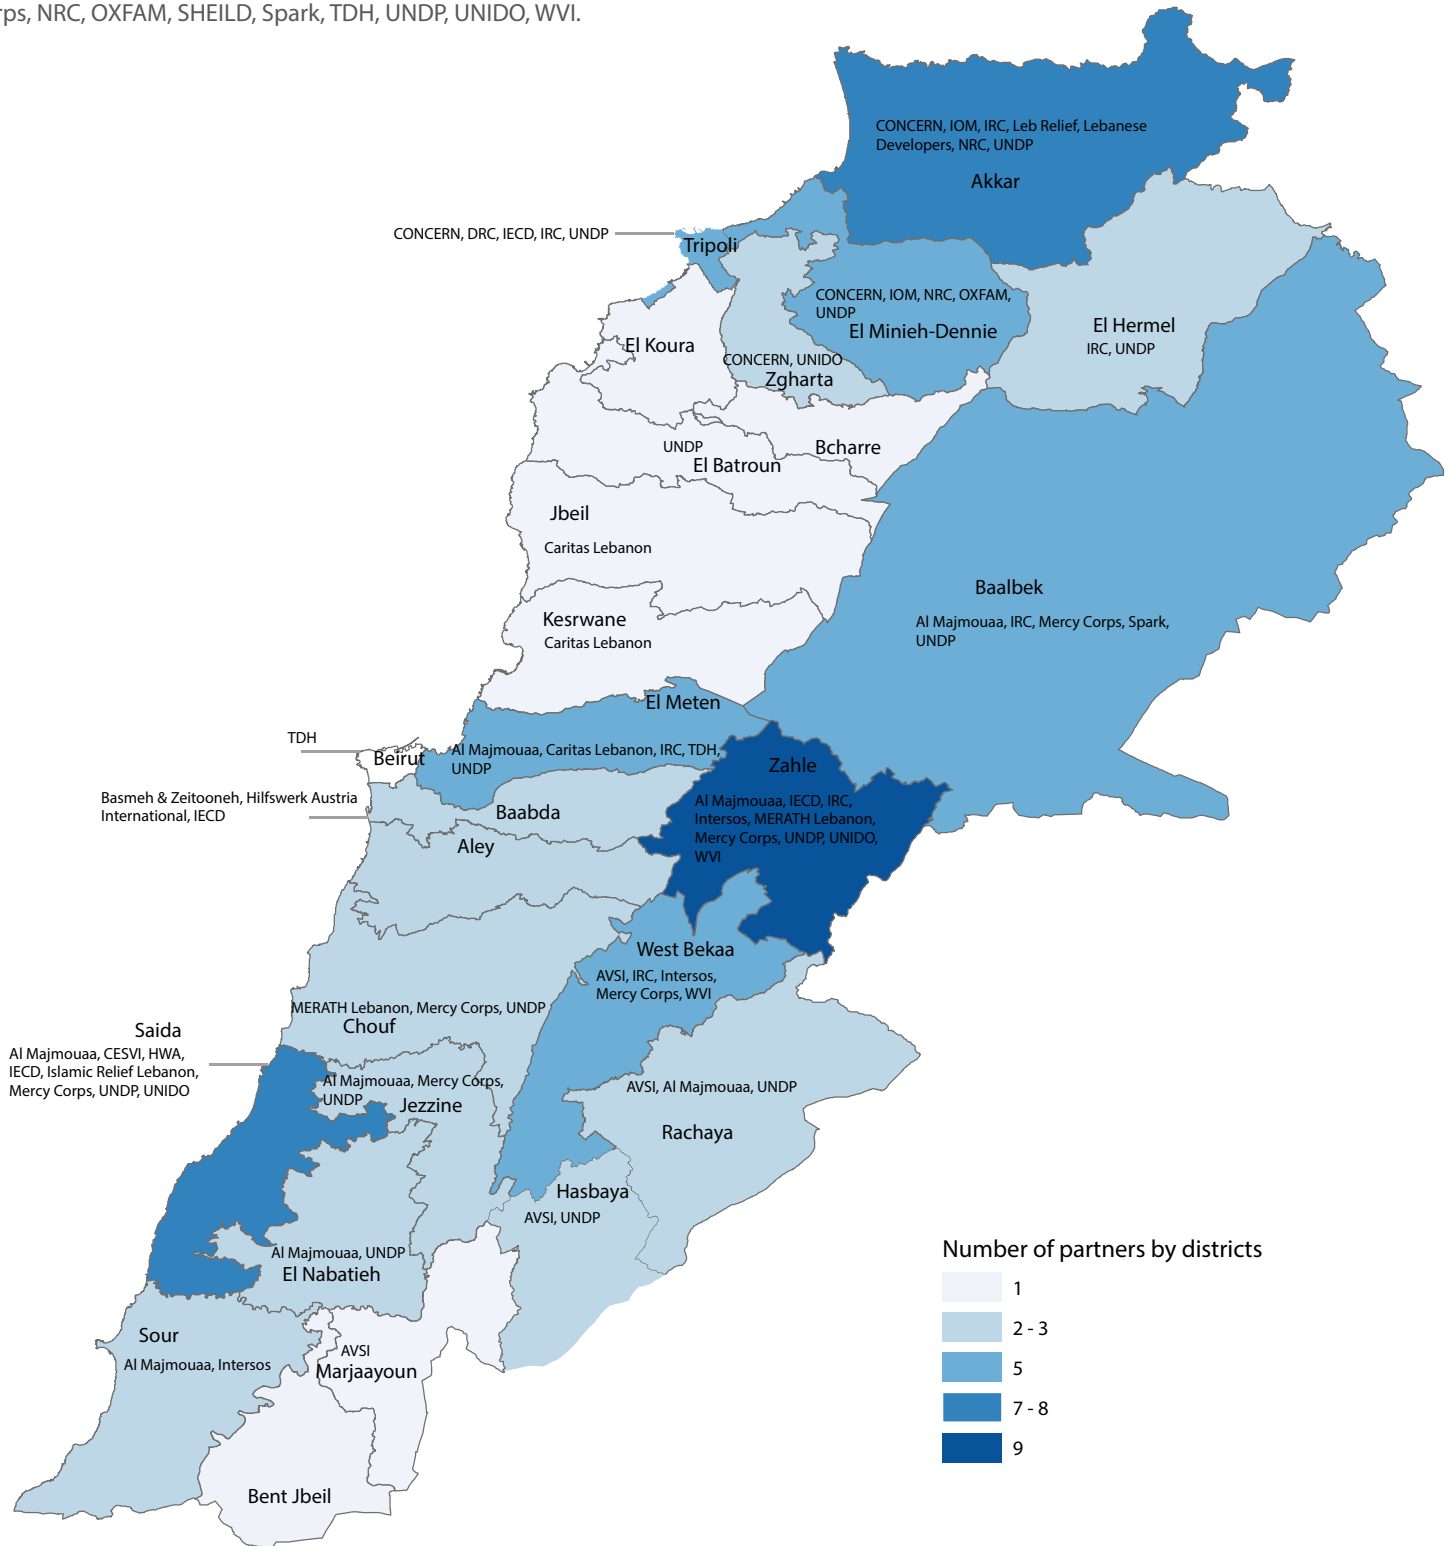 rps, NRC, OXFAM, SHEILD, Spark, TDH, UNDP, UNIDO, WVI.
CONCERN, IOM, IRC, Leb Relief, Lebanese
Developers, NRC, UNDP
Akkar
CONCERN, DRC, IECD, IRC, UNDP
Tripoli
CONCERN, IOM, NRC, OXFAM,
UNDP
El Minieh-Dennie
El Hermel
IRC, UNDP
El Koura
CONCERN, UNIDO
Zgharta
UNDP
El Batroun
Bcharre
Jbeil
Caritas Lebanon
Kesrwane
Caritas Lebanon
Baalbek
Al Majmouaa, IRC, Mercy Corps, Spark,
UNDP
El Meten
Al Majmouaa, Caritas Lebanon, IRC, TDH,
UNDP
TDH
Beirut
Zahle
Al Majmouaa, IECD, IRC,
Intersos, MERATH Lebanon,
Mercy Corps, UNDP, UNIDO,
WVI
Basmeh & Zeitooneh, Hilfswerk Austria
International, IECD
Baabda
Aley
West Bekaa
AVSI, IRC, Intersos,
Mercy Corps, WVI
MERATH Lebanon, Mercy Corps, UNDP
Chouf
Saida
Al Majmouaa, CESVI, HWA,
IECD, Islamic Relief Lebanon,
Mercy Corps, UNDP, UNIDO
Al Majmouaa, Mercy Corps,
UNDP
Jezzine
AVSI, Al Majmouaa, UNDP
Rachaya
Hasbaya
AVSI, UNDP
Al Majmouaa, UNDP
El Nabatieh
Sour
Al Majmouaa, Intersos
AVSI
Marjaayoun
Bent Jbeil
Number of partners by districts
1
2 - 3
5
7 - 8
9